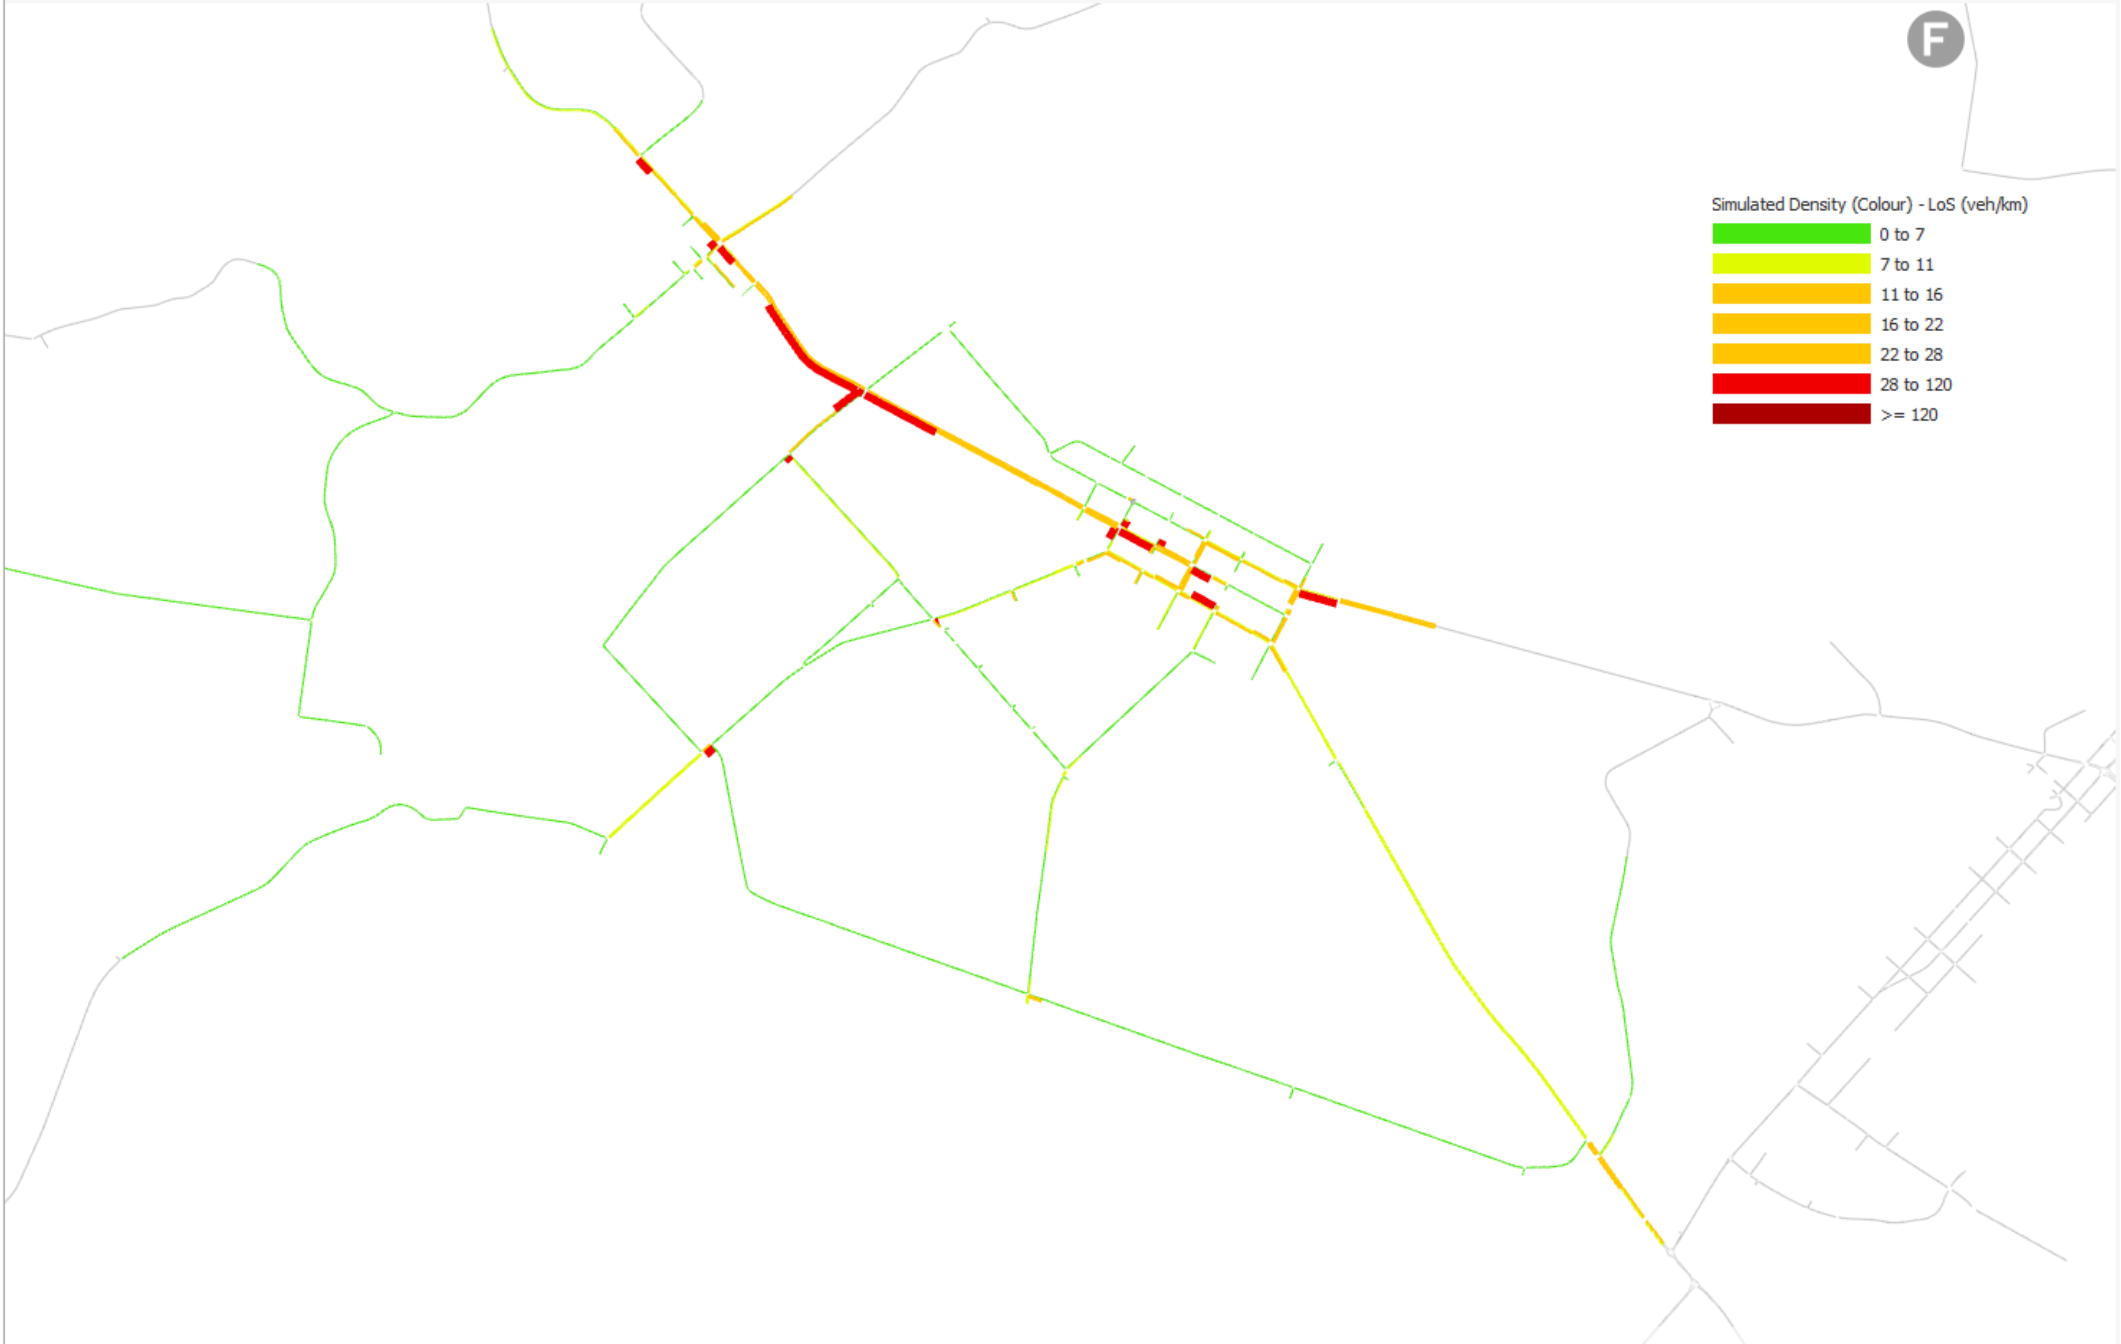 F
Simulated Density (Colour) - LoS (veh/km)
0 to 7
7 to 11
11 to 16
16 to 22
22 to 28
28 to 120
>= 120